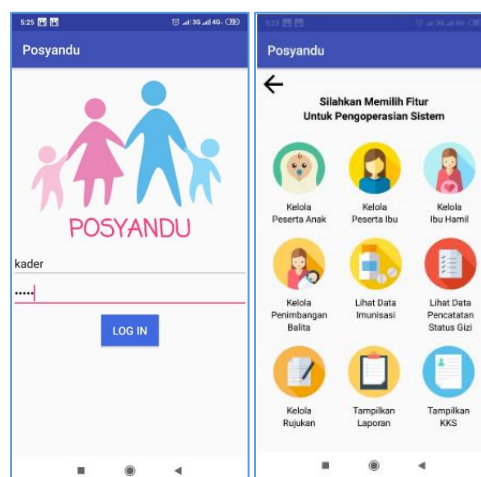 5:25
3G 4G
Posyandu
POSYANDU
kader
•••••
LOG IN
Posyandu
Silahkan Memilih Fitur
Untuk Pengoperasian Sistem
Kelola
Peserta Anak
Kelola
Peserta Ibu
Kelola
Ibu Hamil
Kelola
Penimbangan
Balita
Lihat Data
Imunisasi
Lihat Data
Pencatatan
Status Gizi
Kelola
Rujukan
Tampilkan
Laporan
Tampilkan
KKS